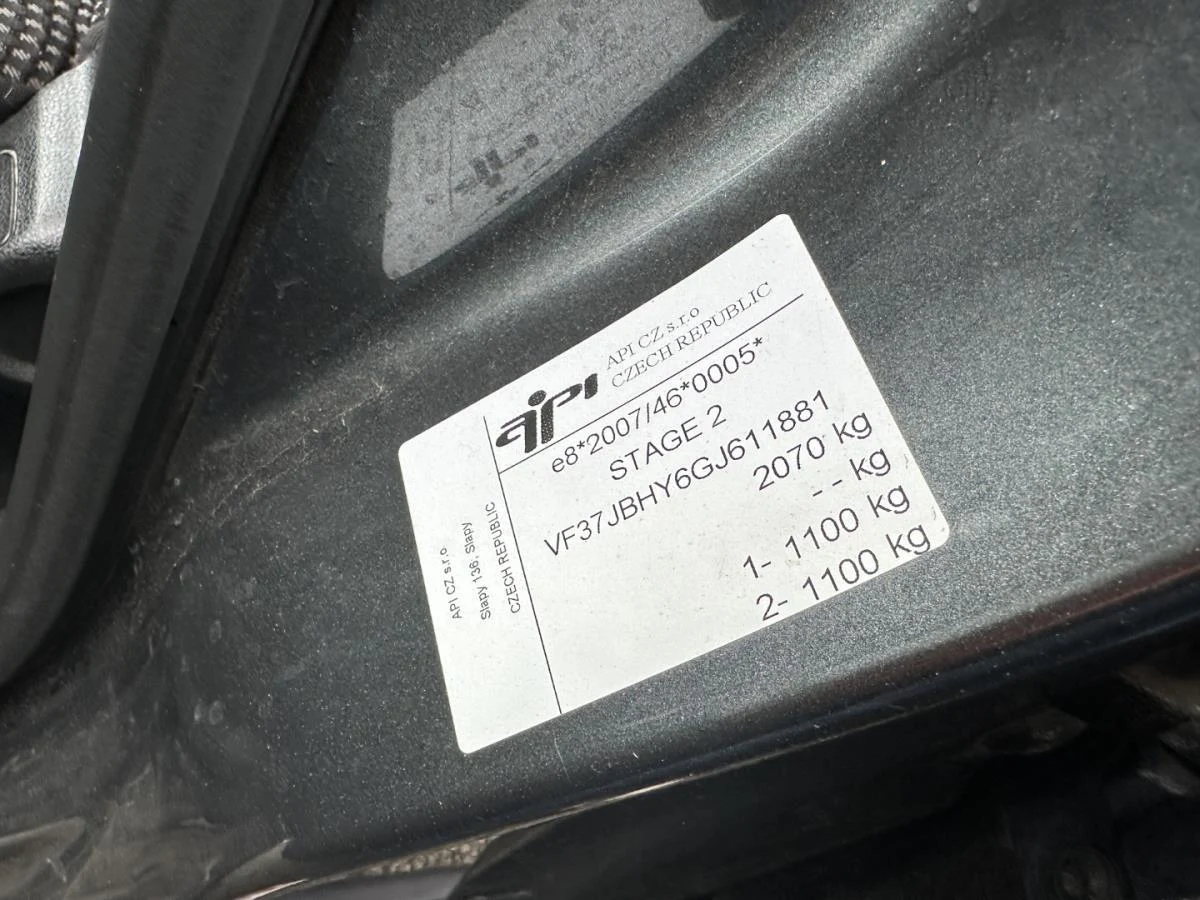 API
API CZ s.r.o
CZECH REPUBLIC
e8*2007/46*0005*
STAGE 2
VF37JBHY6GJ611881
2070 kg
- - kg
1- 1100 kg
2- 1100 kg
API CZ s.r.o
Slapy 136, Slapy
CZECH REPUBLIC